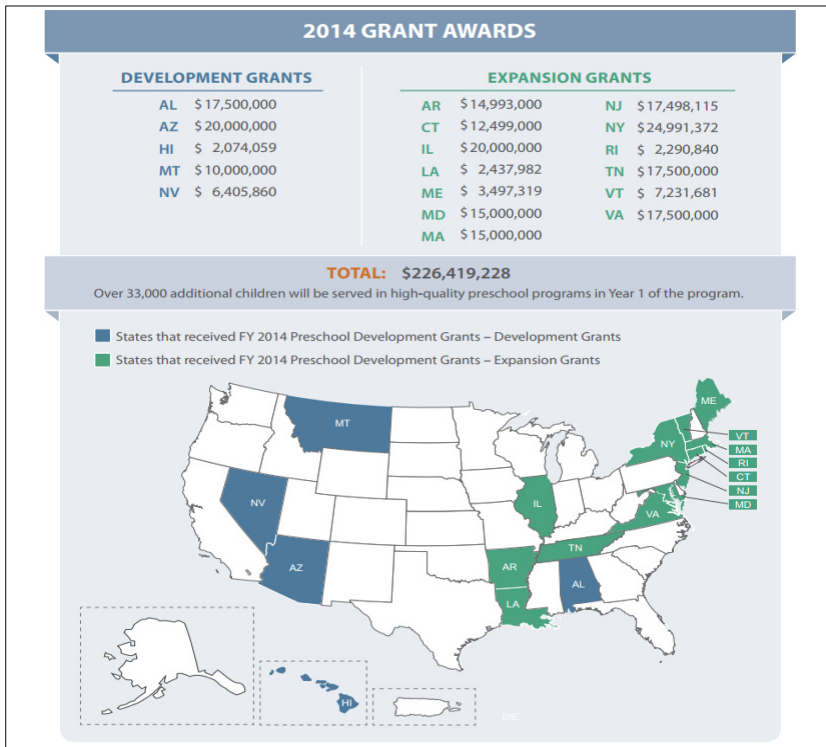 2014 GRANT AWARDS
DEVELOPMENT GRANTS
AL $17,500,000
AZ $20,000,000
HI $ 2,074,059
MT $10,000,000
NV $ 6,405,860
EXPANSION GRANTS
AR $14,993,000
CT $12,499,000
IL $20,000,000
LA $ 2,437,982
ME $ 3,497,319
MD $15,000,000
MA $15,000,000
NJ $17,498,115
NY $24,991,372
RI $ 2,290,840
TN $17,500,000
VT $ 7,231,681
VA $17,500,000
TOTAL: $226,419,228
Over 33,000 additional children will be served in high-quality preschool programs in Year 1 of the program.
States that received FY 2014 Preschool Development Grants – Development Grants
States that received FY 2014 Preschool Development Grants – Expansion Grants
ME
MT
VT
NY
MA
RI
CT
NJ
MD
NV
IL
VA
TN
AZ
AR
AL
LA
HI
BIE